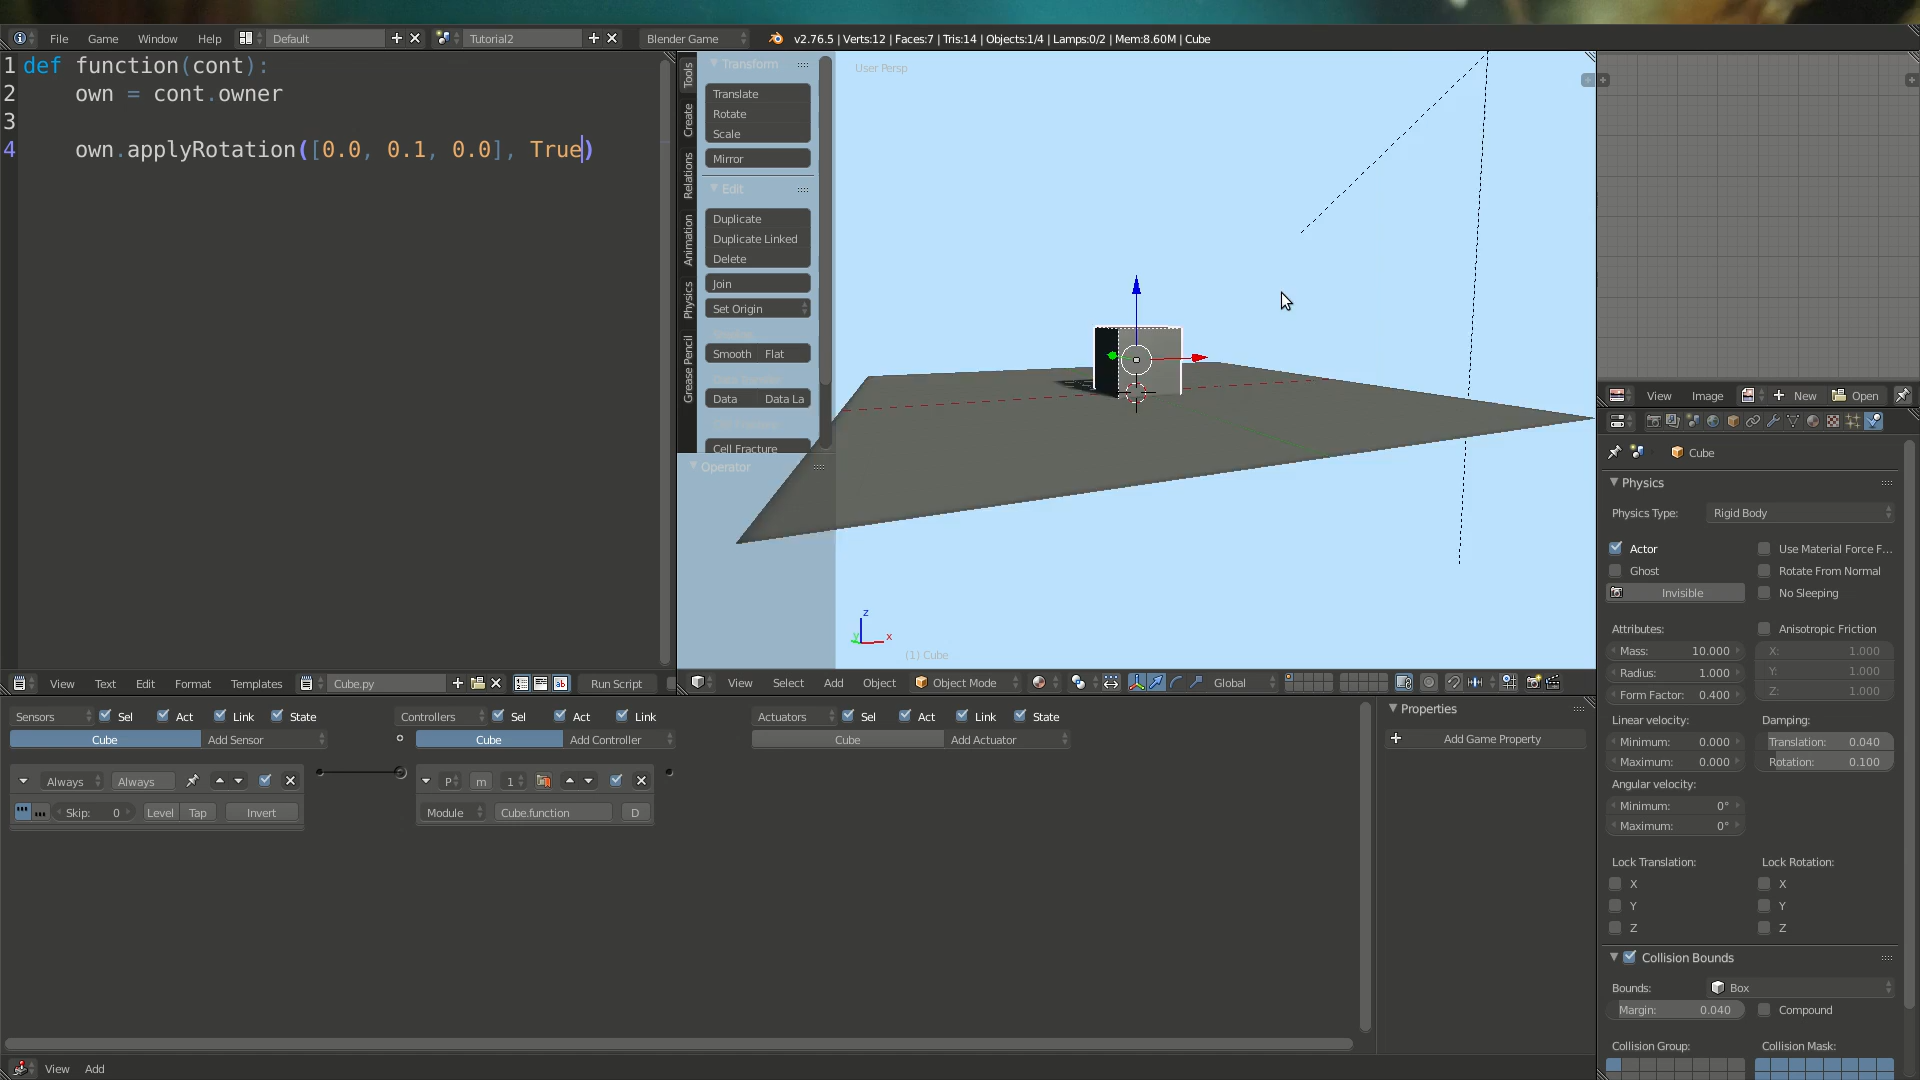 File Game Window Help Default Tutorial2 Blender Game v2.76.5 | Verts:12 | Faces:7 | Tris:14 | Objects:1/4 | Lamps:0/2 | Mem:8.60M | Cube
1 def function(cont):
2 own = cont.owner
3
4 own.applyRotation([0.0, 0.1, 0.0], True)
Tools
Create
Relations
Animation
Physics
Grease Pencil
Transform
Translate
Rotate
Scale
Mirror
Edit
Duplicate
Duplicate Linked
Delete
Join
Set Origin
Smooth Flat
Data Data La
Cell Fracture
Operator
User Persp
z
y x
(1) Cube
View Image New Open
Cube
Physics
Physics Type: Rigid Body
Actor Use Material Force F...
Ghost Rotate From Normal
Invisible No Sleeping
Attributes: Anisotropic Friction
Mass: 10.000 X: 1.000
Radius: 1.000 Y: 1.000
Form Factor: 0.400 Z: 1.000
Linear velocity: Damping:
Minimum: 0.000 Translation: 0.040
Maximum: 0.000 Rotation: 0.100
Angular velocity:
Minimum: 0°
Maximum: 0°
Lock Translation: Lock Rotation:
X X
Y Y
Z Z
Collision Bounds
Bounds: Box
Margin: 0.040 Compound
Collision Group: Collision Mask:
View Text Edit Format Templates Cube.py Run Script
View Select Add Object Object Mode Global
Sensors Sel Act Link State Controllers Sel Act Link Actuators Sel Act Link State
Cube Add Sensor Cube Add Controller Cube Add Actuator
Always Always P m 1
Skip: 0 Level Tap Invert Module Cube.function D
Properties
Add Game Property
View Add